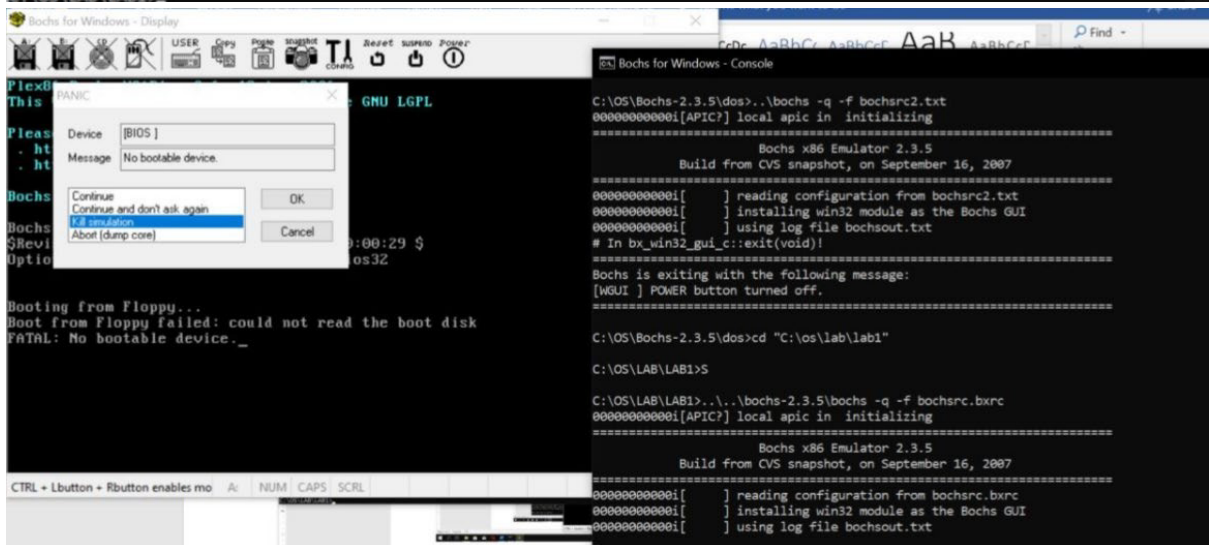 Bochs for Windows - Display
USER Copy Paste snapshot Reset suspend Power
CD
CONFIG
Plex8
This GNU LGPL
Pleas
. ht
. ht
Bochs
Bochs
$Revi 0:00:29 $
Optio ios32
PANIC
Device [BIOS ]
Message No bootable device.
Continue
Continue and don't ask again
Kill simulation
Abort (dump core)
OK
Cancel
Booting from Floppy...
Boot from Floppy failed: could not read the boot disk
FATAL: No bootable device._
CTRL + Lbutton + Rbutton enables mo A: NUM CAPS SCRL
AaBbCc AaBbCcC AaB AaBbCcC
Find
Bochs for Windows - Console
C:\OS\Bochs-2.3.5\dos>..\bochs -q -f bochsrc2.txt
00000000000i[APIC?] local apic in initializing
========================================================================
Bochs x86 Emulator 2.3.5
Build from CVS snapshot, on September 16, 2007
========================================================================
00000000000i[ ] reading configuration from bochsrc2.txt
00000000000i[ ] installing win32 module as the Bochs GUI
00000000000i[ ] using log file bochsout.txt
# In bx_win32_gui_c::exit(void)!
========================================================================
Bochs is exiting with the following message:
[WGUI ] POWER button turned off.
========================================================================
C:\OS\Bochs-2.3.5\dos>cd "C:\os\lab\lab1"
C:\OS\LAB\LAB1>S
C:\OS\LAB\LAB1>..\..\bochs-2.3.5\bochs -q -f bochsrc.bxrc
00000000000i[APIC?] local apic in initializing
========================================================================
Bochs x86 Emulator 2.3.5
Build from CVS snapshot, on September 16, 2007
========================================================================
00000000000i[ ] reading configuration from bochsrc.bxrc
00000000000i[ ] installing win32 module as the Bochs GUI
00000000000i[ ] using log file bochsout.txt